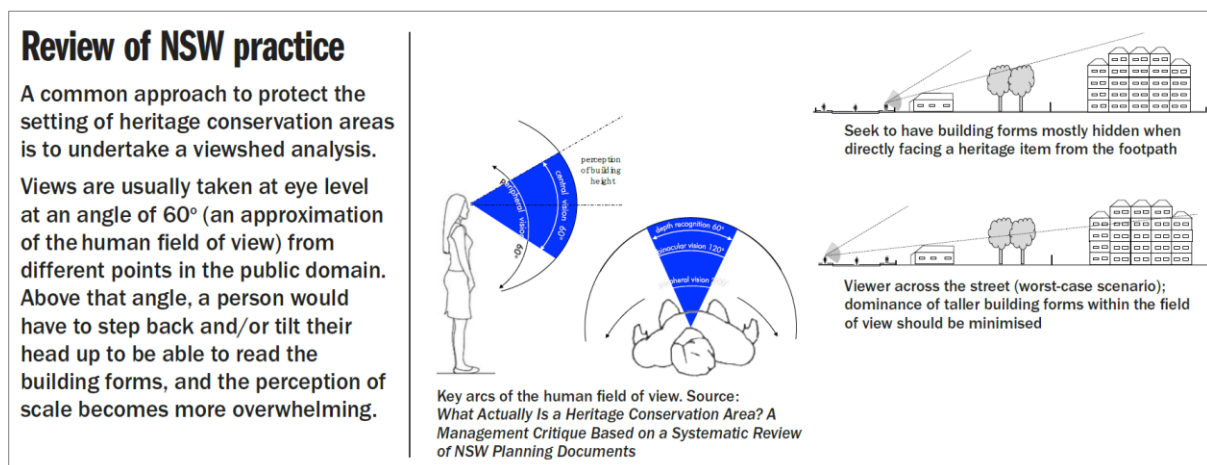 Review of NSW practice
A common approach to protect the
setting of heritage conservation areas
is to undertake a viewshed analysis.
Views are usually taken at eye level
at an angle of 60° (an approximation
of the human field of view) from
different points in the public domain.
Above that angle, a person would
have to step back and/or tilt their
head up to be able to read the
building forms, and the perception of
scale becomes more overwhelming.
perception
of building
height
central vision 60°
peripheral vision
60°
depth recognition 60°
binocular vision 120°
peripheral vision
Key arcs of the human field of view. Source:
What Actually Is a Heritage Conservation Area? A
Management Critique Based on a Systematic Review
of NSW Planning Documents
Seek to have building forms mostly hidden when
directly facing a heritage item from the footpath
Viewer across the street (worst-case scenario);
dominance of taller building forms within the field
of view should be minimised